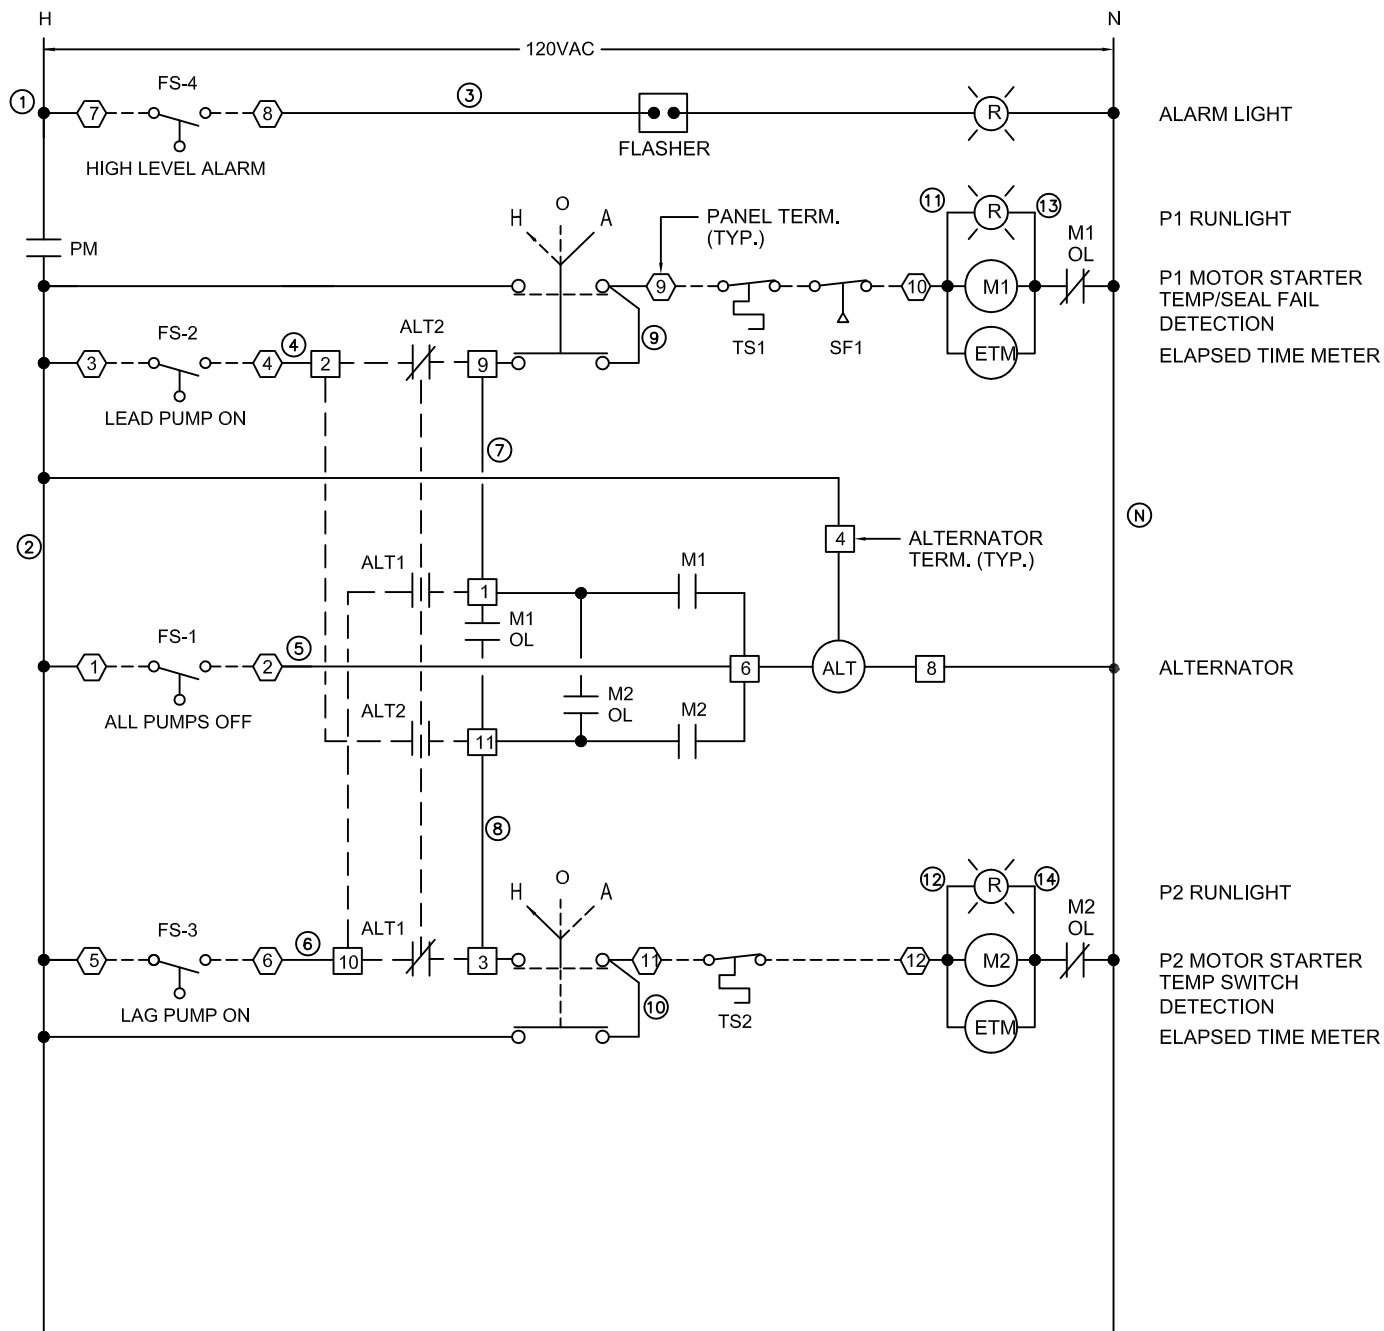 H N
120VAC
FS-4
1 7 8 3 R ALARM LIGHT
FLASHER
HIGH LEVEL ALARM
H O A
PANEL TERM.
(TYP.)
11 R 13 P1 RUNLIGHT
PM
M1
OL
9 10 M1 P1 MOTOR STARTER
TEMP/SEAL FAIL
DETECTION
TS1 SF1
FS-2 ALT2 9
3 4 4 2 9 ETM ELAPSED TIME METER
LEAD PUMP ON
7
N
2
4 ALTERNATOR
TERM. (TYP.)
ALT1 1 M1
M1
OL
FS-1
1 2 5 6 ALT 8 ALTERNATOR
ALL PUMPS OFF
M2
OL
ALT2 11 M2
8
H O A
12 R 14 P2 RUNLIGHT
M2
OL
FS-3 ALT1
5 6 6 10 3 11 12 M2 P2 MOTOR STARTER
TEMP SWITCH
DETECTION
LAG PUMP ON
10 TS2
ETM ELAPSED TIME METER